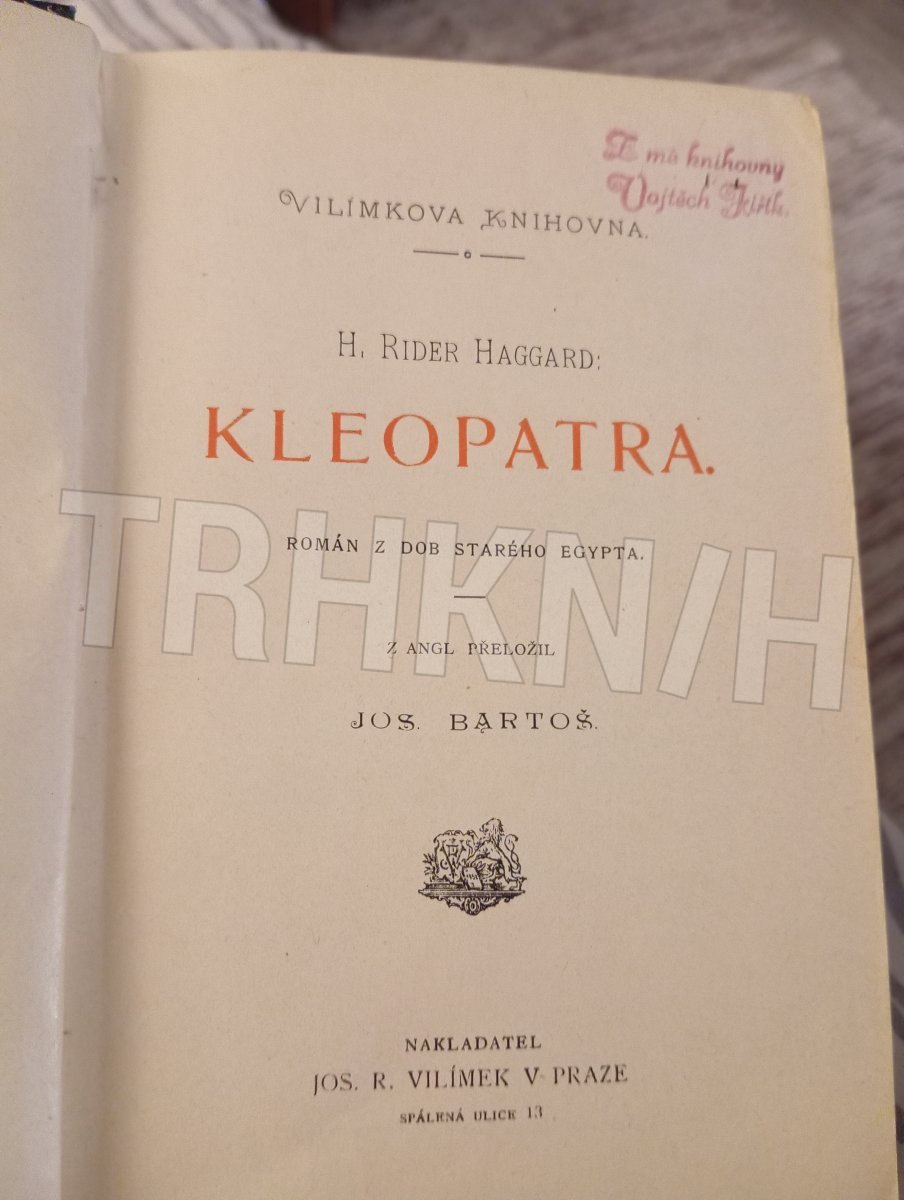 Z mé knihovny
Vojtěch
VILÍMKOVA KNIHOVNA.
H. RIDER HAGGARD:
KLEOPATRA.
ROMÁN Z DOB STARÉHO EGYPTA.
TRHKN/H
Z ANGL PŘELOŽIL
JOS. BARTOŠ.
NAKLADATEL
JOS. R. VILÍMEK V PRAZE
SPÁLENÁ ULICE 13